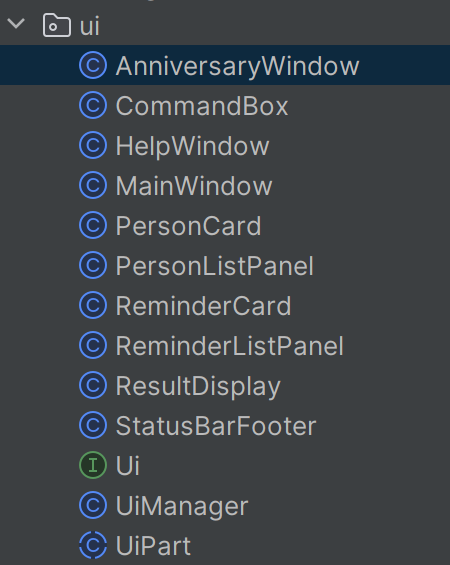 ui
C AnniversaryWindow
C CommandBox
C HelpWindow
C MainWindow
C PersonCard
C PersonListPanel
C ReminderCard
C ReminderListPanel
C ResultDisplay
C StatusBarFooter
I Ui
C UiManager
C UiPart